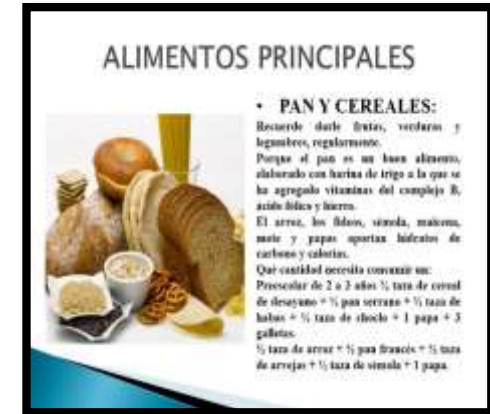 ALIMENTOS PRINCIPALES
• PAN Y CEREALES:
Recuerde darle frutas, verduras y
legumbres, regularmente.
Porque el pan es un buen alimento,
elaborado con harina de trigo a la que se
ha agregado vitaminas del complejo B,
acido fólico y hierro.
El arroz, los fideos, sémola, maicena,
mote y papas aportan hidratos de
carbono y calorías.
Que cantidad necesita consumir un:
Preescolar de 2 a 3 años ½ taza de cereal
de desayuno + ½ pan serrano + ½ taza de
habas + ½ taza de choclo + 1 papa + 3
galletas.
½ taza de arroz + ½ pan francés + ½ taza
de arvejas + ½ taza de sémola + 1 papa.